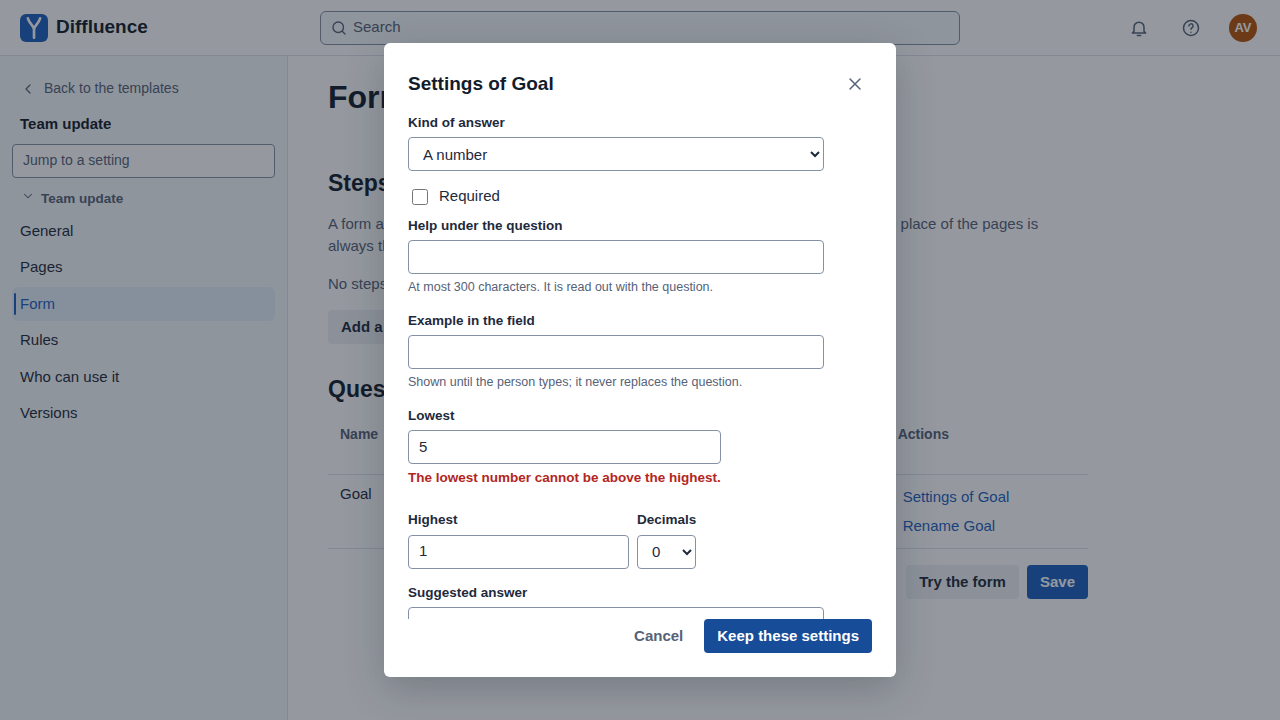 Diffluence
Search
AV
Back to the templates
Team update
Jump to a setting
Team update
General
Pages
Form
Rules
Who can use it
Versions
Steps
A form a
place of the pages is
always t
No steps
Add a
Ques
Name
Actions
Goal
Settings of Goal
Rename Goal
Try the form
Save
Settings of Goal
Kind of answer
A number
Required
Help under the question
At most 300 characters. It is read out with the question.
Example in the field
Shown until the person types; it never replaces the question.
Lowest
5
The lowest number cannot be above the highest.
Highest
Decimals
1
0
Suggested answer
Cancel
Keep these settings